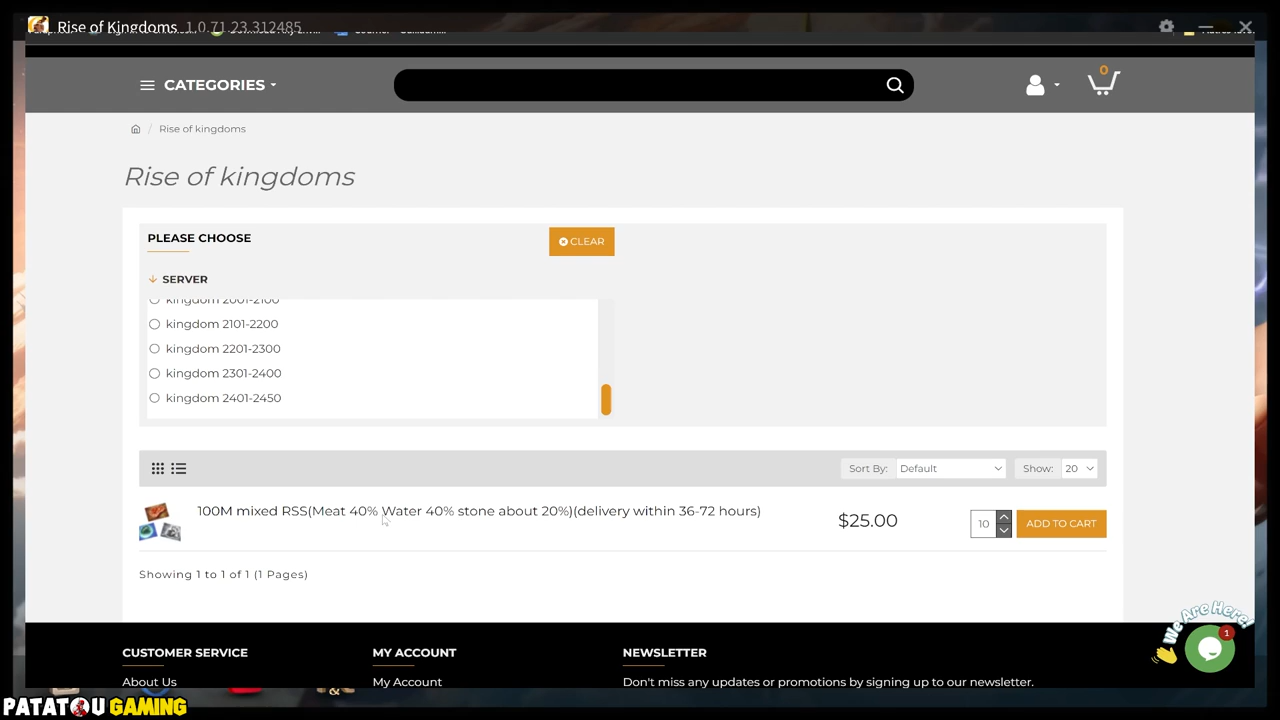 Rise of Kingdoms 1.0.71.23.312485
CATEGORIES
0
Rise of kingdoms
Rise of kingdoms
PLEASE CHOOSE
CLEAR
SERVER
kingdom 2001-2100
kingdom 2101-2200
kingdom 2201-2300
kingdom 2301-2400
kingdom 2401-2450
Sort By: Default Show: 20
100M mixed RSS(Meat 40% Water 40% stone about 20%)(delivery within 36-72 hours)
$25.00
10
ADD TO CART
Showing 1 to 1 of 1 (1 Pages)
We Are Here!
1
CUSTOMER SERVICE MY ACCOUNT NEWSLETTER
About Us My Account Don't miss any updates or promotions by signing up to our newsletter.
PATATOU GAMING